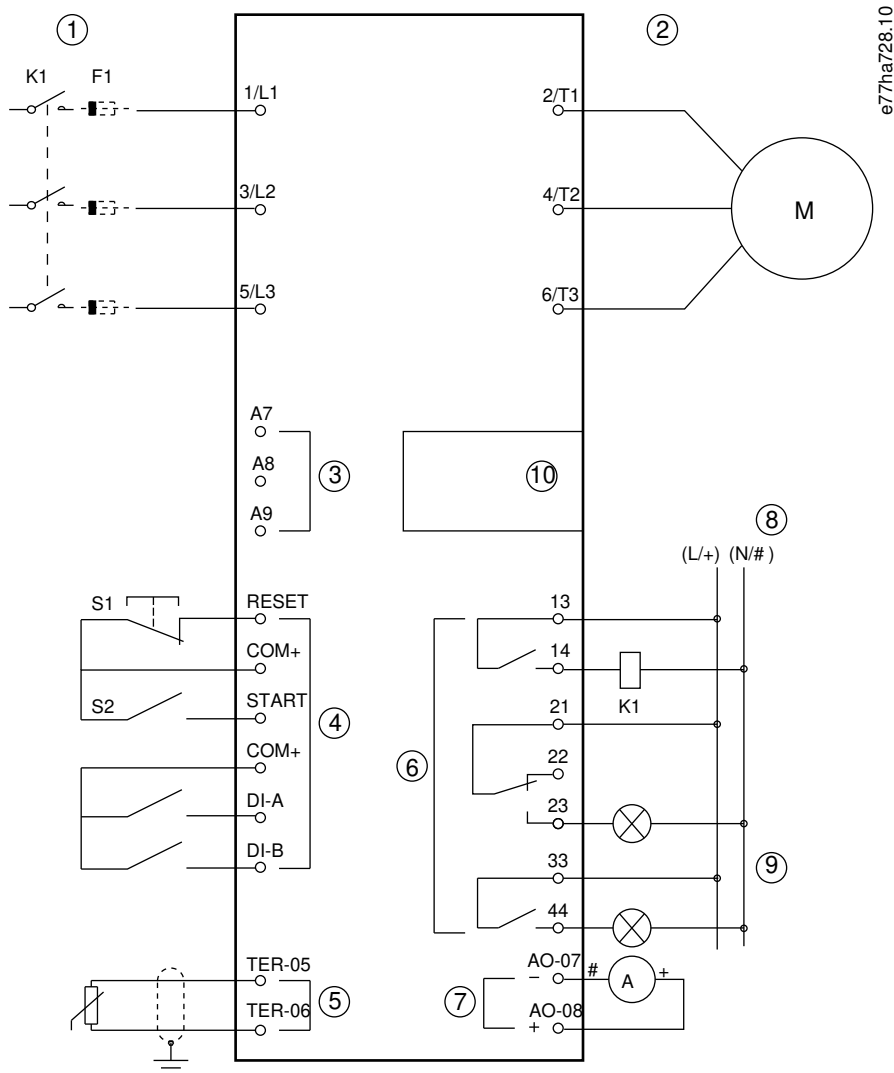 1
2
e77ha728.10
K1 F1
1/L1
2/T1
3/L2
4/T2
M
5/L3
6/T3
A7
A8
A9
3
10
8
(L/+) (N/#)
S1
RESET
COM+
S2
START
COM+
DI-A
DI-B
4
13
14
K1
21
22
23
6
33
44
9
TER-05
TER-06
5
AO-07
AO-08
7
− # A +
+